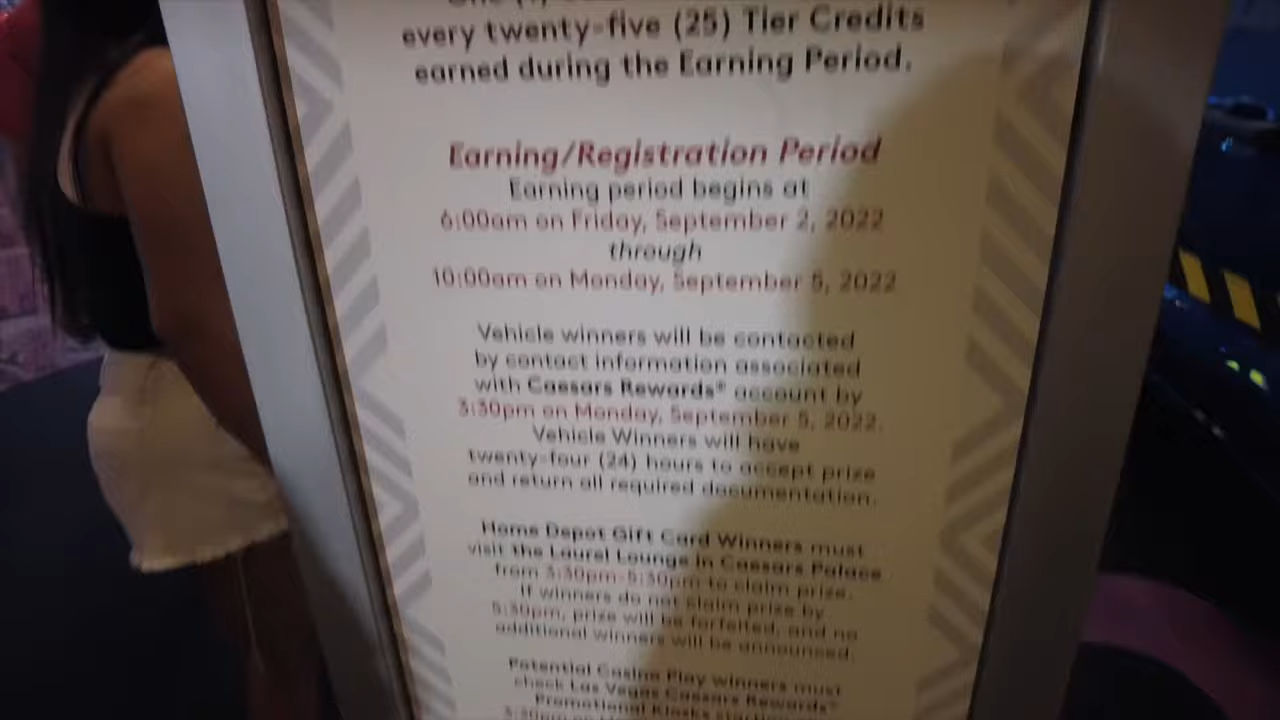 every twenty-five (25) Tier Credits
earned during the Earning Period.
Earning/Registration Period
Earning period begins at
6:00am on Friday, September 2, 2022
through
10:00am on Monday, September 5, 2022
Vehicle winners will be contacted
by contact information associated
with Caesars Rewards® account by
3:30pm on Monday, September 5, 2022.
Vehicle Winners will have
twenty-four (24) hours to accept prize
and return all required documentation.
Home Depot Gift Card Winners must
visit the Laurel Lounge in Caesars Palace
from 3:30pm-5:30pm to claim prize.
If winners do not claim prize by
5:30pm, prize will be forfeited, and no
additional winners will be announced.
Potential Casino Play winners must
check Las Vegas Caesars Rewards®
Promotional Kiosks starting at
3:30pm on